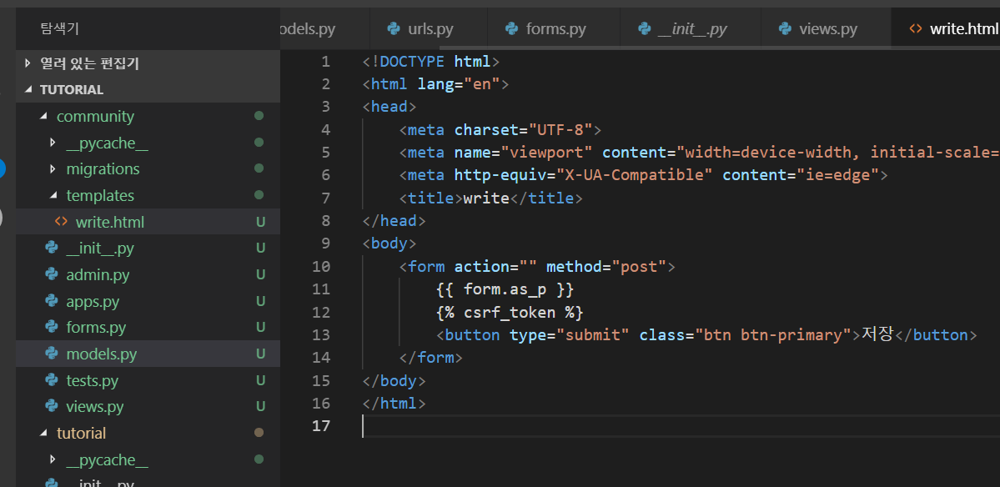 탐색기
열려 있는 편집기
TUTORIAL
community
__pycache__
migrations
templates
<> write.html U
__init__.py U
admin.py U
apps.py U
forms.py U
models.py U
tests.py U
views.py U
tutorial
__pycache__
__init__.py
odels.py urls.py forms.py __init__.py views.py <> write.html
1 <!DOCTYPE html>
2 <html lang="en">
3 <head>
4 <meta charset="UTF-8">
5 <meta name="viewport" content="width=device-width, initial-scale=
6 <meta http-equiv="X-UA-Compatible" content="ie=edge">
7 <title>write</title>
8 </head>
9 <body>
10 <form action="" method="post">
11 {{ form.as_p }}
12 {% csrf_token %}
13 <button type="submit" class="btn btn-primary">저장</button>
14 </form>
15 </body>
16 </html>
17